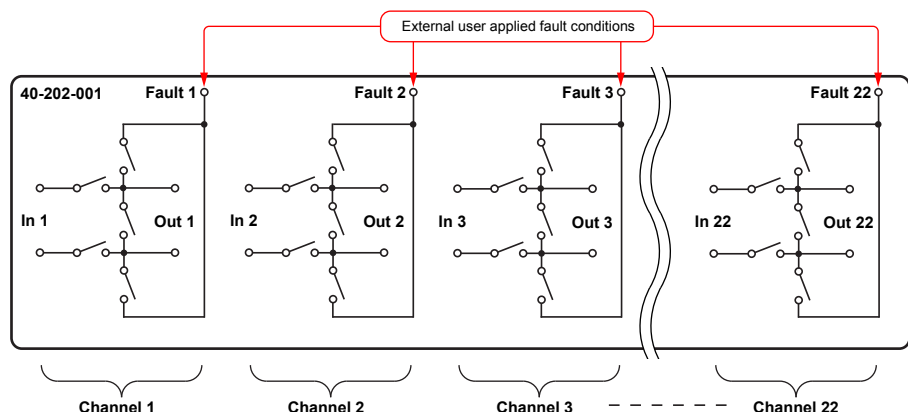 External user applied fault conditions
40-202-001
Fault 1
Fault 2
Fault 3
Fault 22
In 1
Out 1
In 2
Out 2
In 3
Out 3
In 22
Out 22
Channel 1
Channel 2
Channel 3
Channel 22